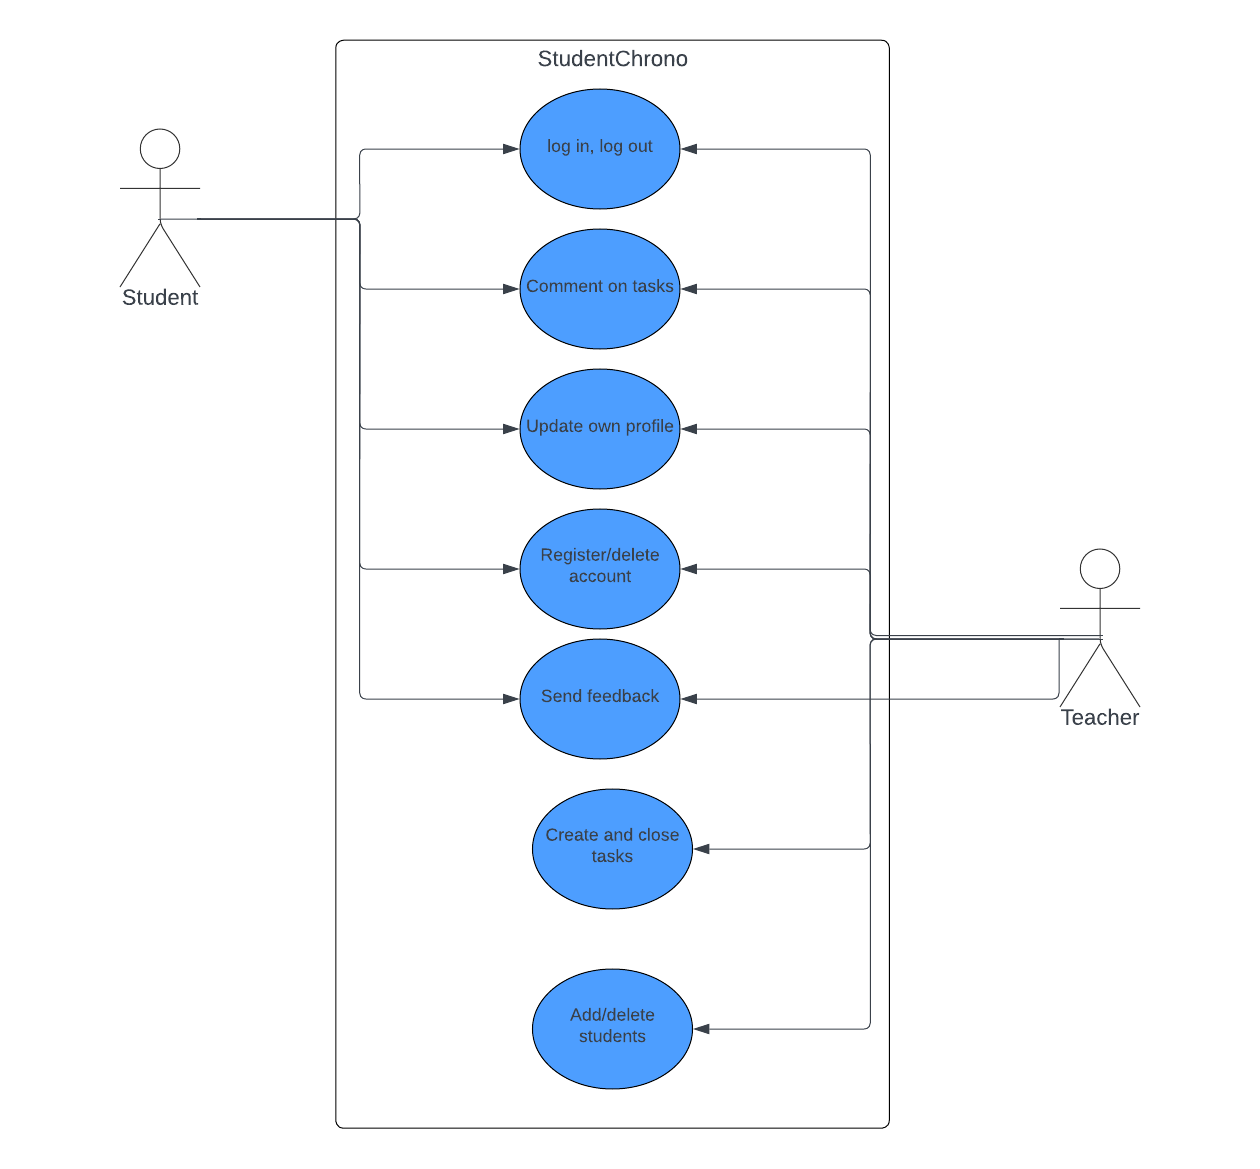 StudentChrono
log in, log out
Student
Comment on tasks
Update own profile
Register/delete
account
Send feedback
Teacher
Create and close
tasks
Add/delete
students